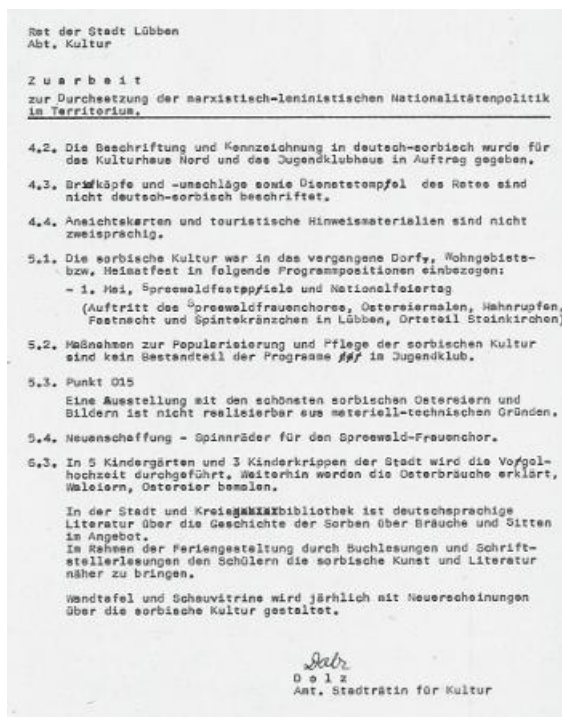 Rat der Stadt Lübben
Abt. Kultur
Z u a r b e i t
zur Durchsetzung der marxistisch-leninistischen Nationalitätenpolitik
im Territorium.
4.2. Die Beschriftung und Kennzeichnung in deutsch-sorbisch wurde für
das Kulturhaus Nord und das Jugendklubhaus in Auftrag gegeben.
4.3. Briefköpfe und -umschläge sowie Dienststempel des Rates sind
nicht deutsch-sorbisch beschriftet.
4.4. Ansichtskarten und touristische Hinweismaterialien sind nicht
zweisprachig.
5.1. Die sorbische Kultur war in das vergangene Dorf-, Wohngebiets-
bzw. Heimatfest in folgende Programmpositionen einbezogen:
- 1. Mai, Spreewaldfestspiele und Nationalfeiertag
(Auftritt des Spreewaldfrauenchores, Ostereiermalen, Hahnrupfen,
Fastnacht und Spintekränzchen in Lübben, Ortsteil Steinkirchen)
5.2. Maßnahmen zur Popularisierung und Pflege der sorbischen Kultur
sind kein Bestandteil der Programme im Jugendklub.
5.3. Punkt 015
Eine Ausstellung mit den schönsten sorbischen Ostereiern und
Bildern ist nicht realisierbar aus materiell-technischen Gründen.
5.4. Neuanschaffung - Spinnräder für den Spreewald-Frauenchor.
6.3. In 5 Kindergärten und 3 Kinderkrippen der Stadt wird die Vogel-
hochzeit durchgeführt. Weiterhin werden die Osterbräuche erklärt,
Waleiern, Ostereier bemalen.
In der Stadt und Kreisbibliothek ist deutschsprachige
Literatur über die Geschichte der Sorben über Bräuche und Sitten
im Angebot.
Im Rahmen der Feriengestaltung durch Buchlesungen und Schrift-
stellerlesungen den Schülern die sorbische Kunst und Literatur
näher zu bringen.
Wandtafel und Schauvitrine wird järhlich mit Neuerscheinungen
über die sorbische Kultur gestaltet.
D o l z
Amt. Stadträtin für Kultur